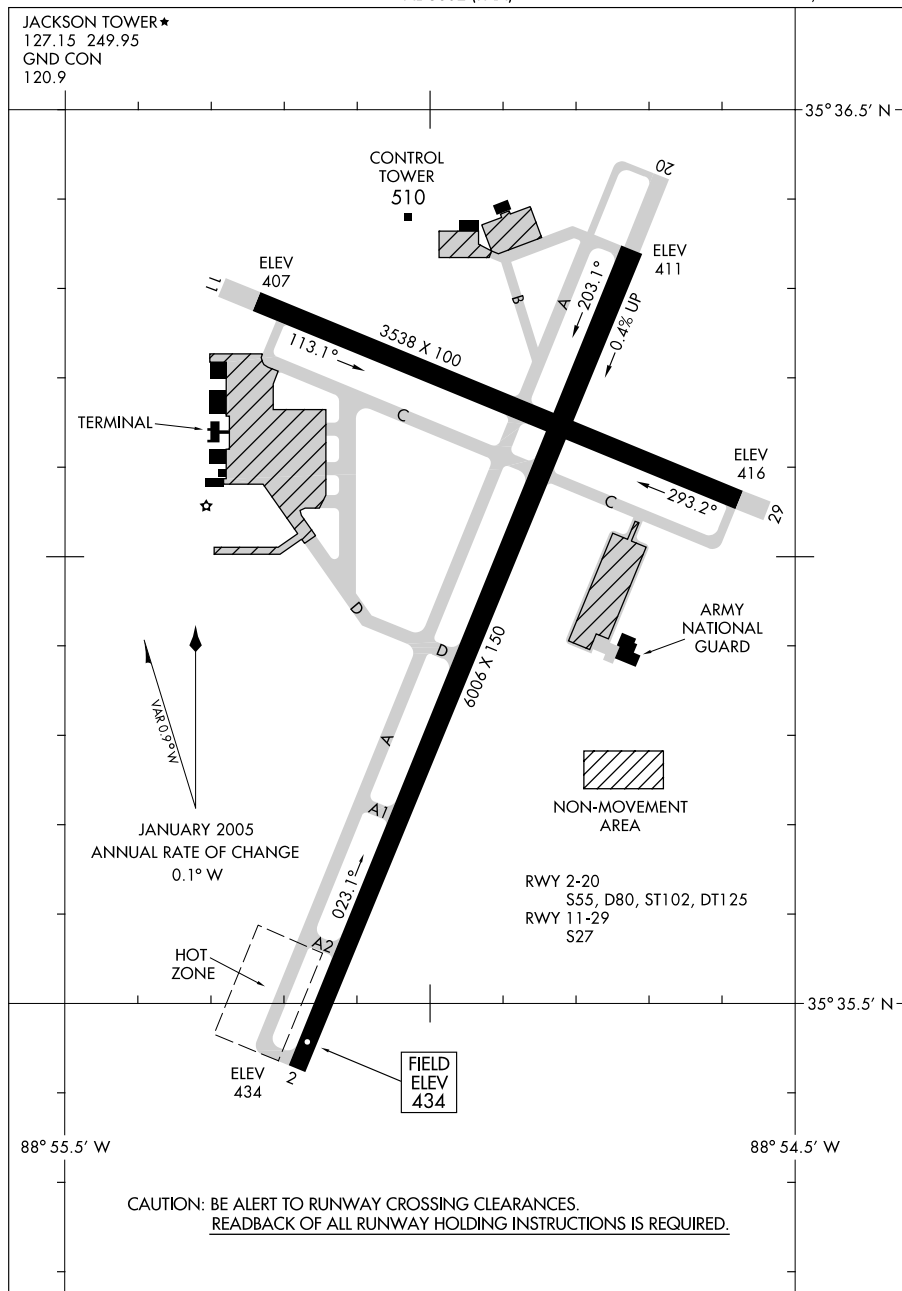 JACKSON TOWER★
127.15 249.95
GND CON
120.9
35° 36.5' N
CONTROL
TOWER
510
20
ELEV
411
ELEV
407
11
B
A
203.1°
0.4% UP
3538 X 100
113.1°
TERMINAL
C
ELEV
416
293.2°
C
29
D
D
6006 X 150
ARMY
NATIONAL
GUARD
VAR 0.9° W
A
NON-MOVEMENT
AREA
A1
JANUARY 2005
ANNUAL RATE OF CHANGE
0.1° W
023.1°
RWY 2-20
S55, D80, ST102, DT125
RWY 11-29
S27
A2
HOT
ZONE
35° 35.5' N
ELEV
434
2
FIELD
ELEV
434
88° 55.5' W
88° 54.5' W
CAUTION: BE ALERT TO RUNWAY CROSSING CLEARANCES.
READBACK OF ALL RUNWAY HOLDING INSTRUCTIONS IS REQUIRED.